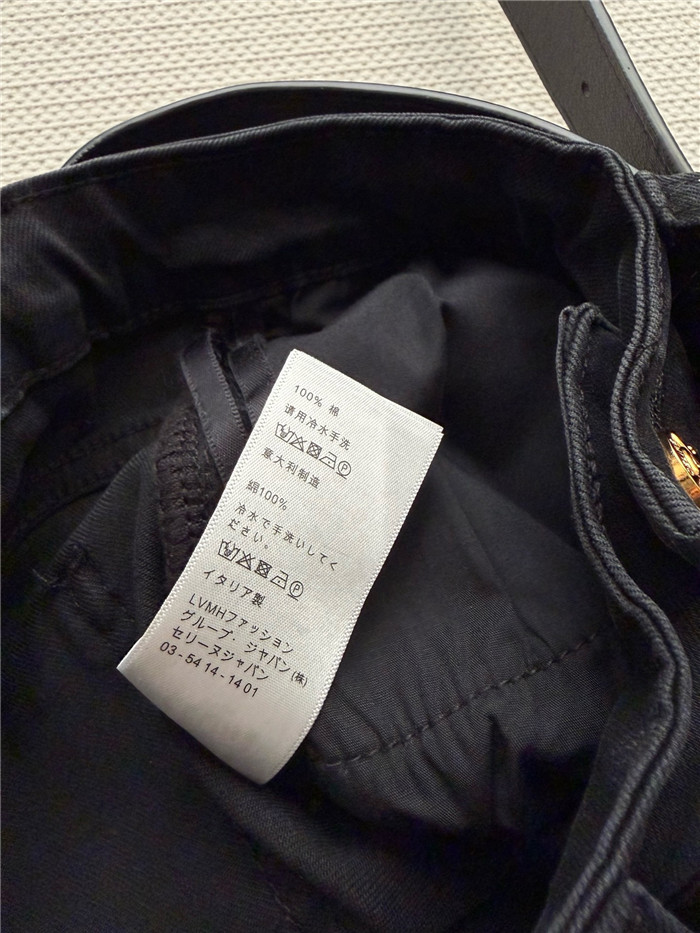 100% 棉
请用冷水手洗
意大利制造
綿100%
冷水で手洗いしてく
ださい。
イタリア製
LVMHファッション
グループ．ジャパン(株)
セリーヌジャパン
03-5414-1401